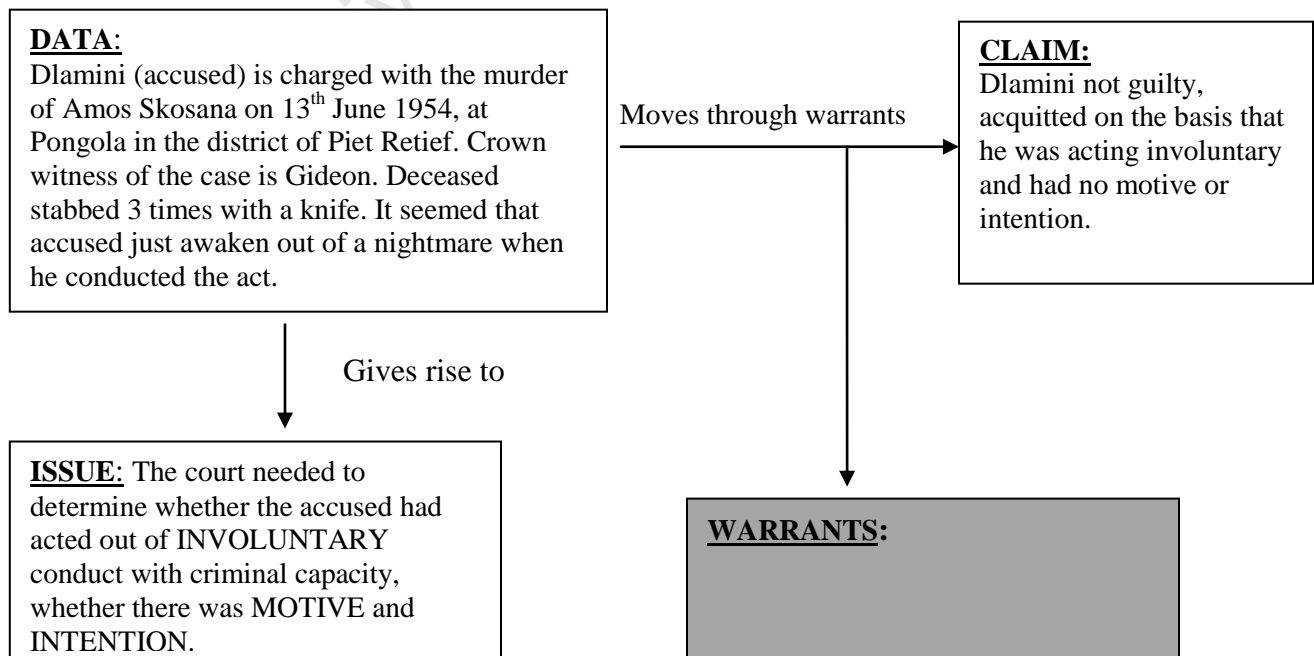 DATA:
Dlamini (accused) is charged with the murder
of Amos Skosana on 13th June 1954, at
Pongola in the district of Piet Retief. Crown
witness of the case is Gideon. Deceased
stabbed 3 times with a knife. It seemed that
accused just awaken out of a nightmare when
he conducted the act.
Moves through warrants
CLAIM:
Dlamini not guilty,
acquitted on the basis that
he was acting involuntary
and had no motive or
intention.
Gives rise to
ISSUE: The court needed to
determine whether the accused had
acted out of INVOLUNTARY
conduct with criminal capacity,
whether there was MOTIVE and
INTENTION.
WARRANTS: